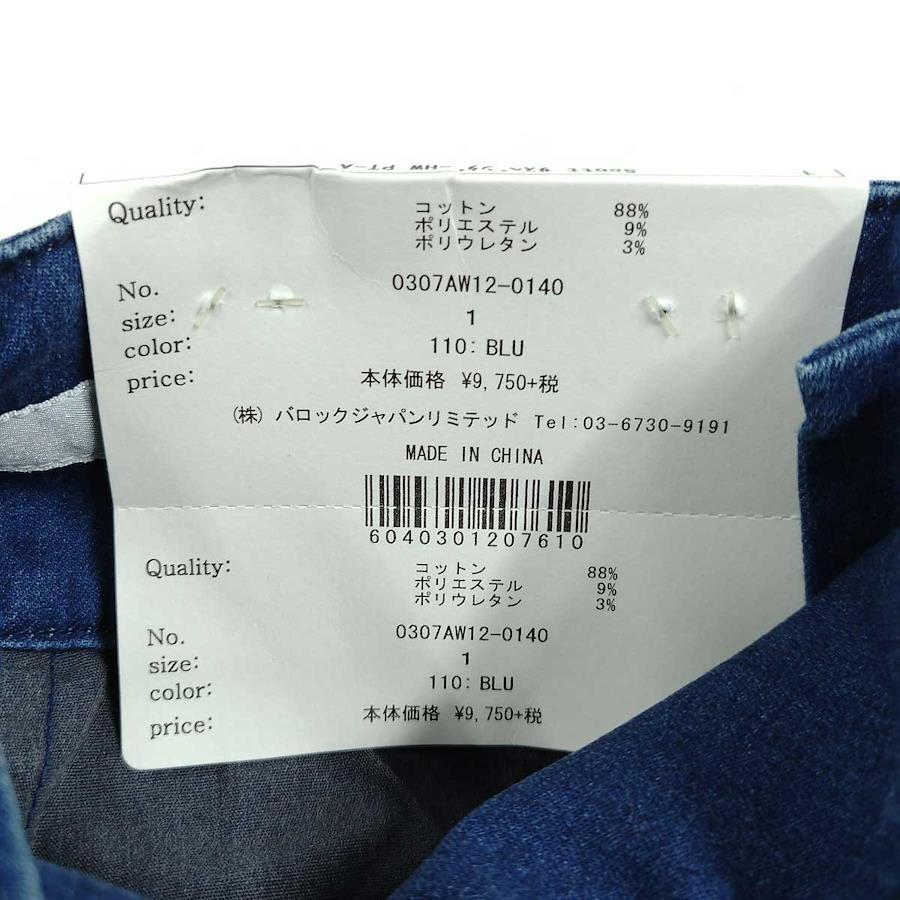 Quality: コットン 88%
ポリエステル 9%
ポリウレタン 3%
No. 0307AW12-0140
size: 1
color: 110: BLU
price: 本体価格 ¥9,750+税
(株) バロックジャパンリミテッド Tel:03-6730-9191
MADE IN CHINA
6040301207610
Quality: コットン 88%
ポリエステル 9%
ポリウレタン 3%
No. 0307AW12-0140
size: 1
color: 110: BLU
price: 本体価格 ¥9,750+税